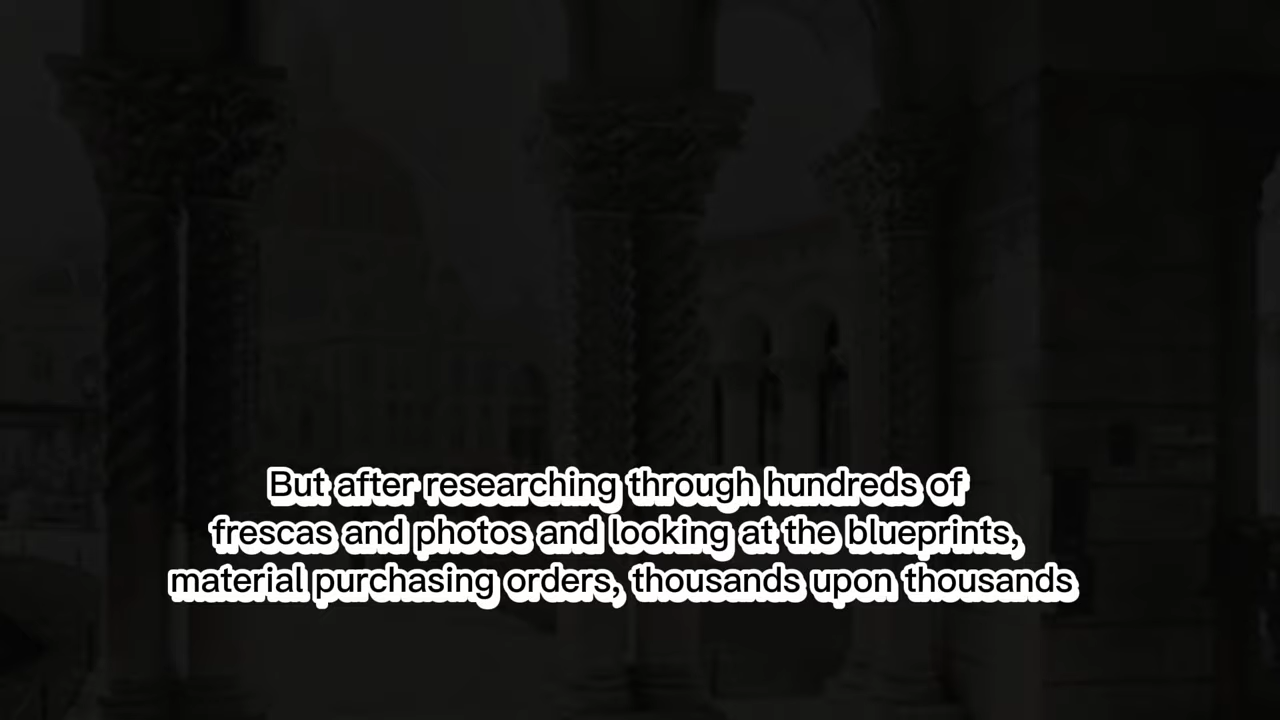 But after researching through hundreds of
frescas and photos and looking at the blueprints,
material purchasing orders, thousands upon thousands